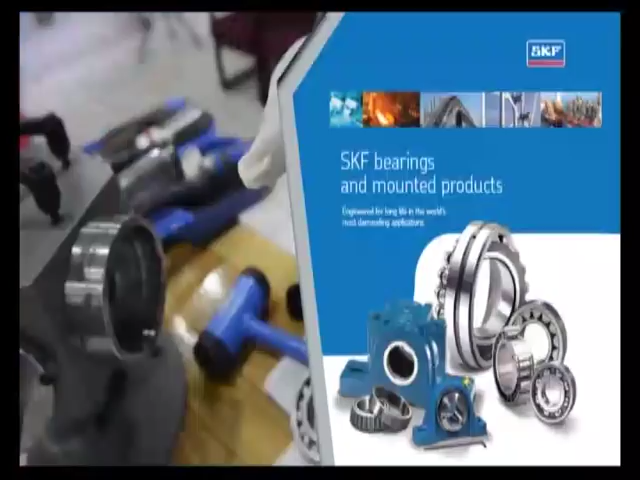 SKF
SKF bearings
and mounted products
Engineered for long life in the world's
most demanding applications